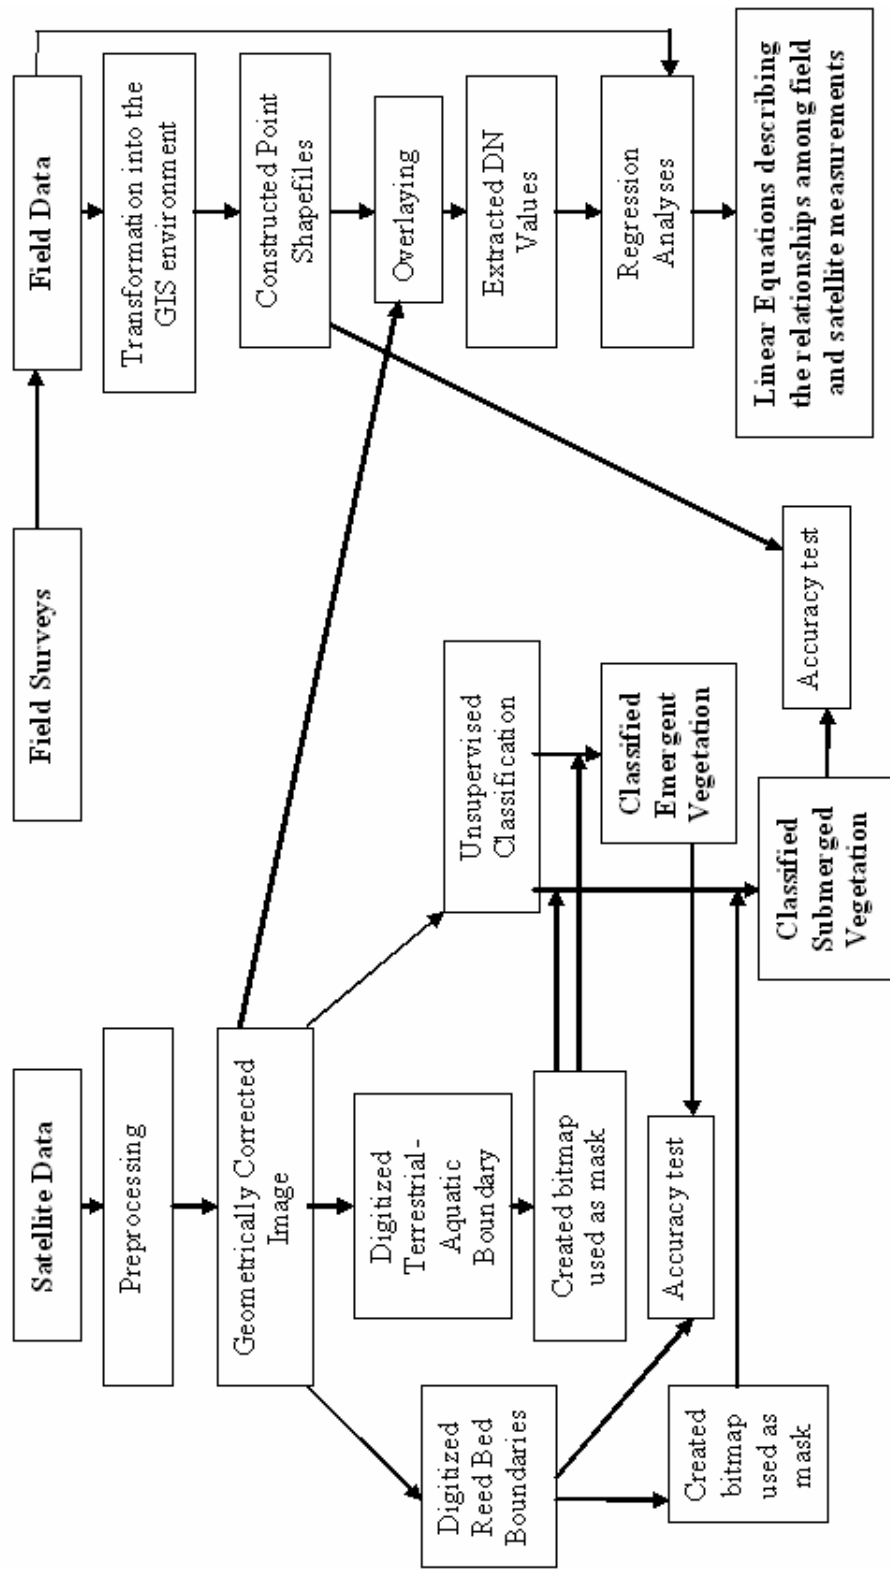 Satellite Data
Preprocessing
Geometrically Corrected
Image
Digitized
Reed Bed
Boundaries
Created
bitmap
used as
mask
Digitized
Terrestrial-
Aquatic
Boundary
Created bitmap
used as mask
Accuracy test
Unsupervised
Classification
Classified
Emergent
Vegetation
Classified
Submerged
Vegetation
Accuracy test
Field Surveys
Field Data
Transformation into the
GIS environment
Constructed Point
Shapefiles
Overlaying
Extracted DN
Values
Regression
Analyses
Linear Equations describing
the relationships among field
and satellite measurements